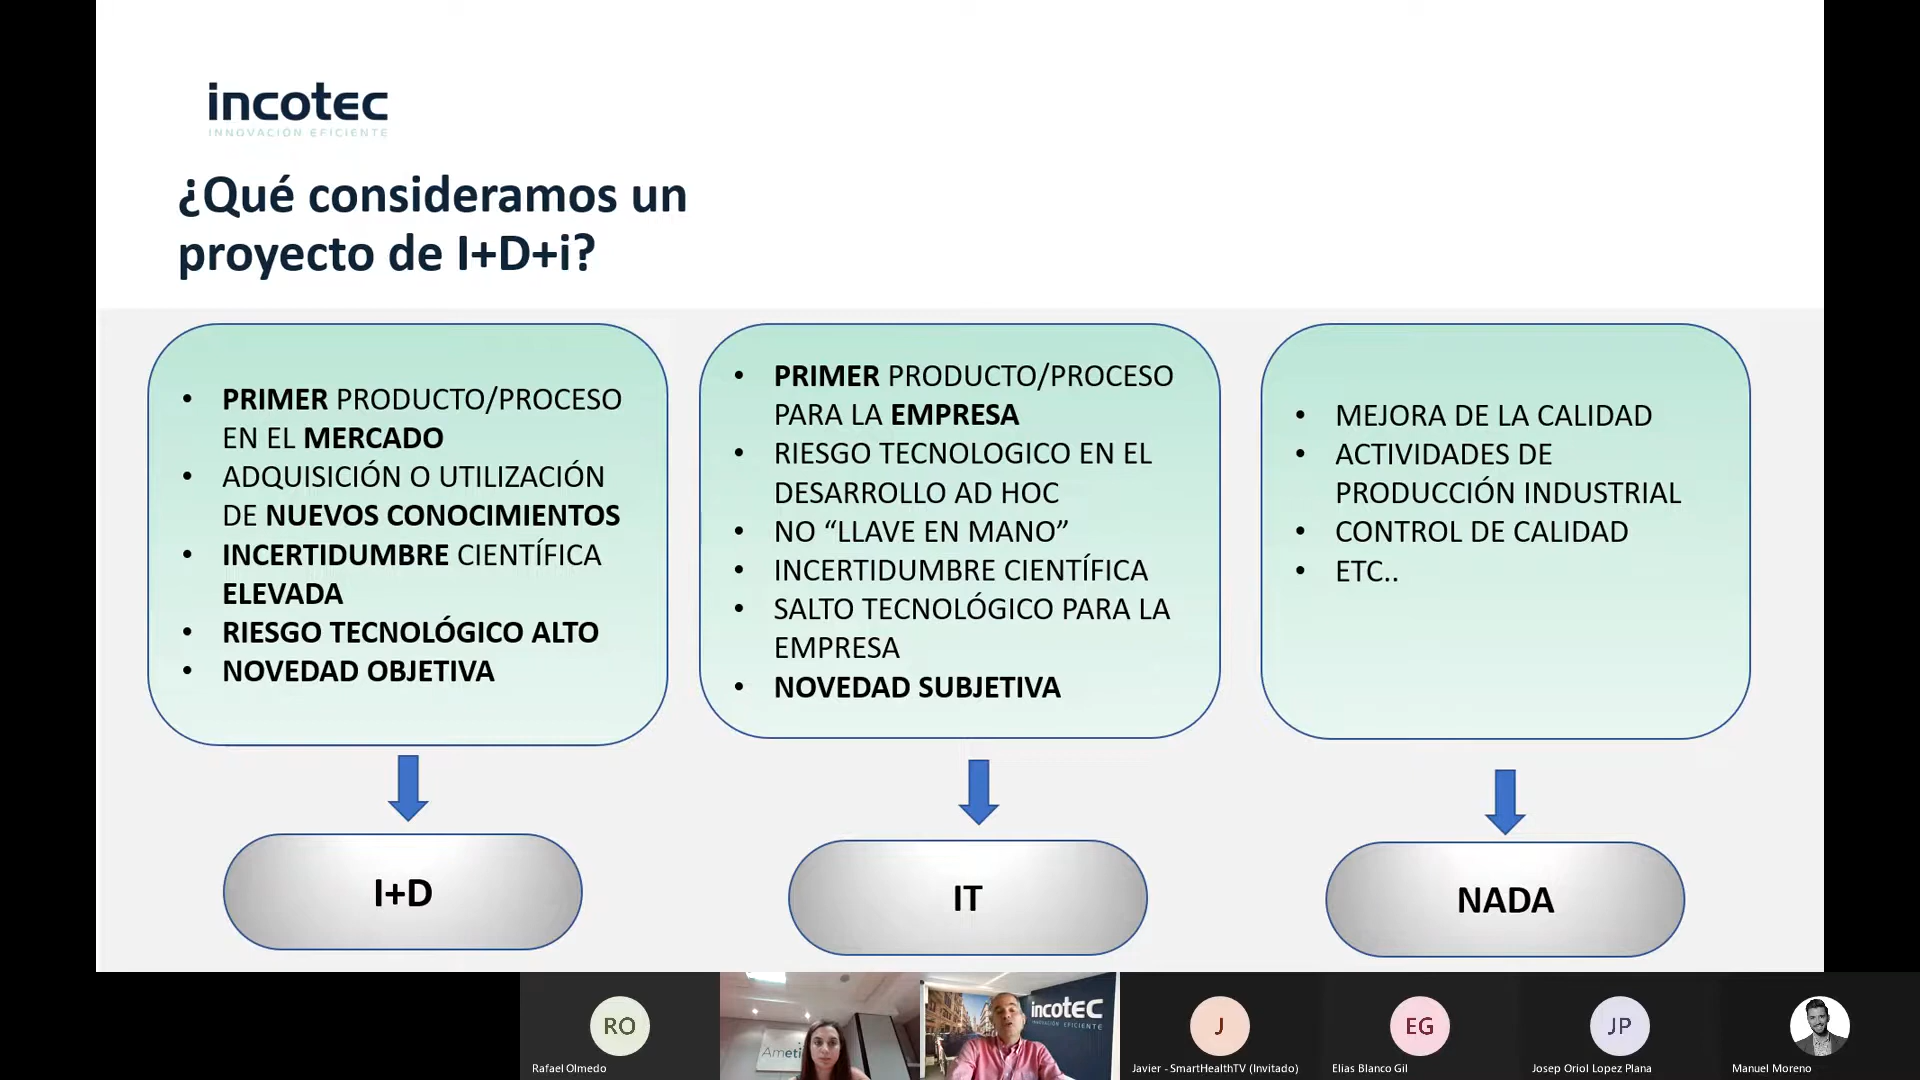 incotec
INNOVACIÓN EFICIENTE
¿Qué consideramos un
proyecto de I+D+i?
• PRIMER PRODUCTO/PROCESO
EN EL MERCADO
• ADQUISICIÓN O UTILIZACIÓN
DE NUEVOS CONOCIMIENTOS
• INCERTIDUMBRE CIENTÍFICA
ELEVADA
• RIESGO TECNOLÓGICO ALTO
• NOVEDAD OBJETIVA
I+D
• PRIMER PRODUCTO/PROCESO
PARA LA EMPRESA
• RIESGO TECNOLOGICO EN EL
DESARROLLO AD HOC
• NO “LLAVE EN MANO”
• INCERTIDUMBRE CIENTÍFICA
• SALTO TECNOLÓGICO PARA LA
EMPRESA
• NOVEDAD SUBJETIVA
IT
• MEJORA DE LA CALIDAD
• ACTIVIDADES DE
PRODUCCIÓN INDUSTRIAL
• CONTROL DE CALIDAD
• ETC..
NADA
RO
Rafael Olmedo
Ameti
incotec
INNOVACIÓN EFICIENTE
J
Javier - SmartHealthTV (Invitado)
EG
Elias Blanco Gil
JP
Josep Oriol Lopez Plana
Manuel Moreno